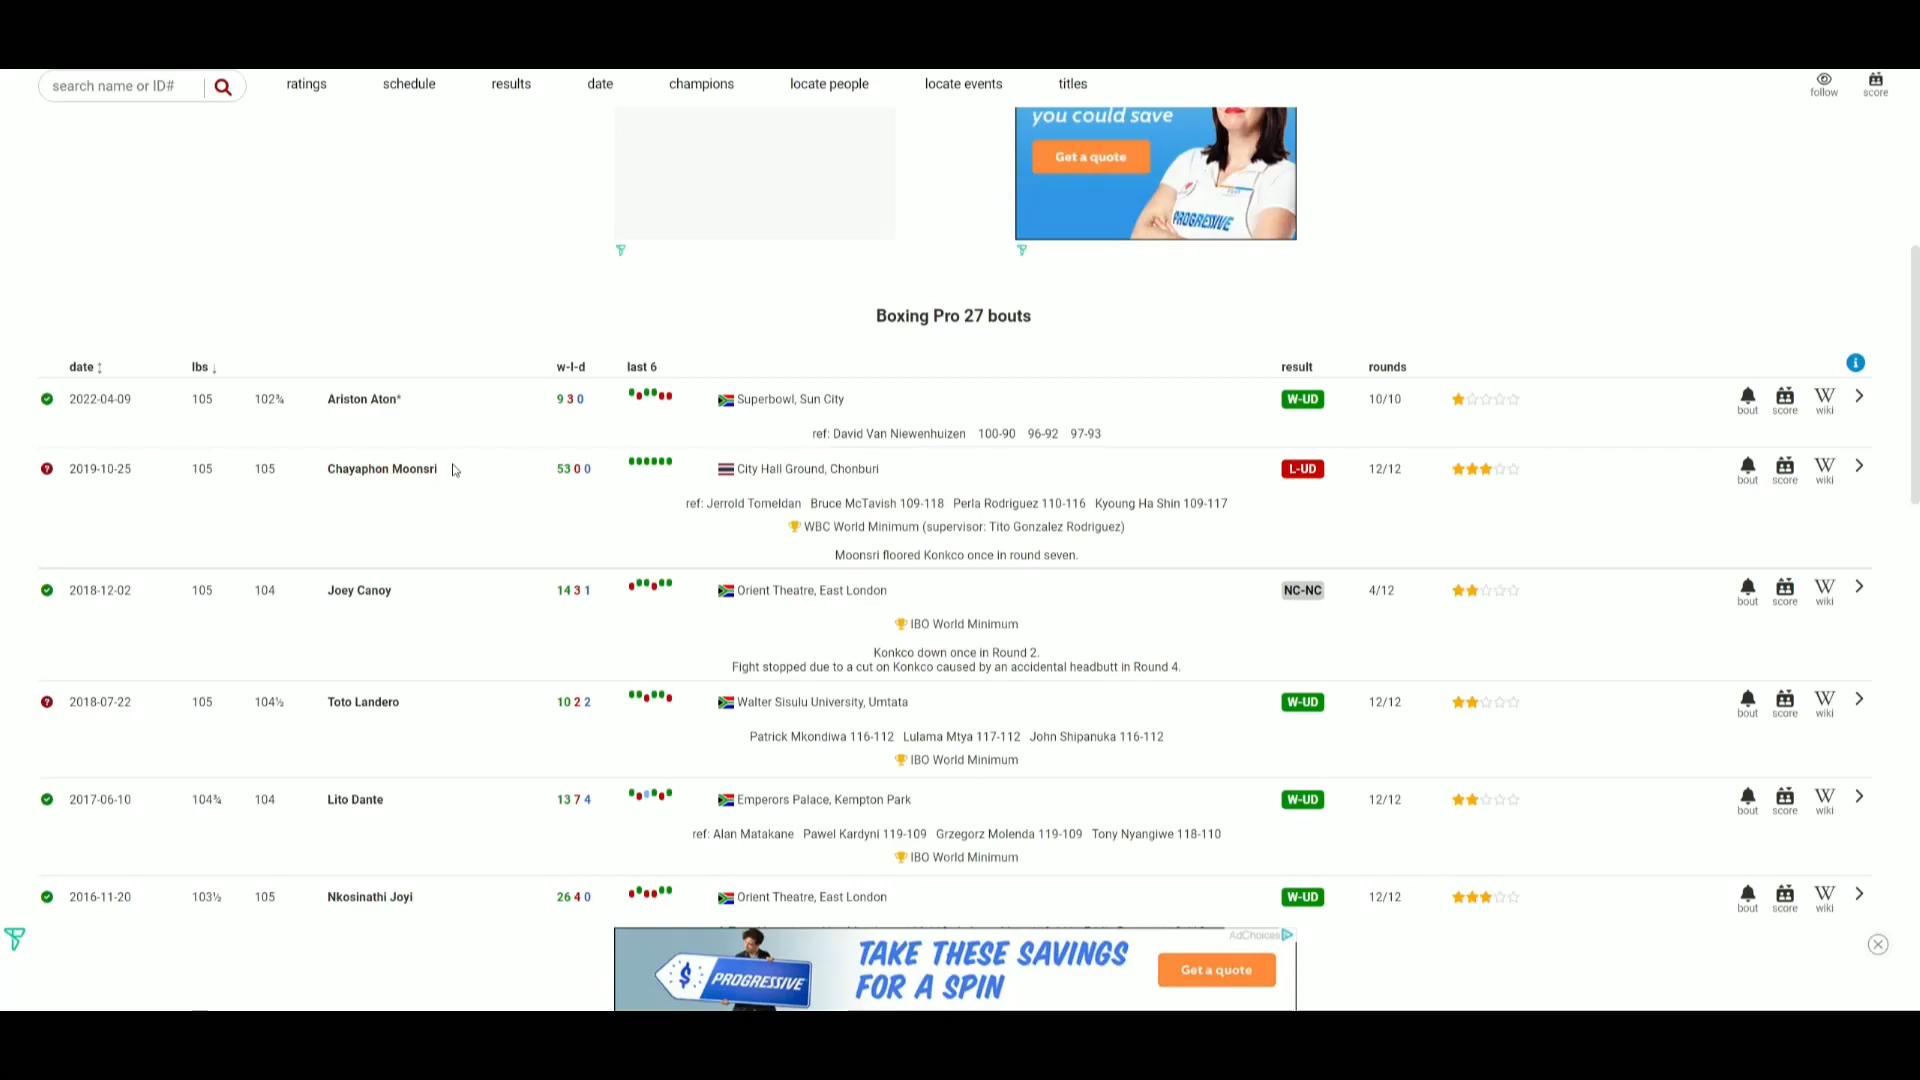 search name or ID#
ratings
schedule
results
date
champions
locate people
locate events
titles
follow
score
you could save
Get a quote
PROGRESSIVE
Boxing Pro 27 bouts
date lbs w-l-d last 6 result rounds
2022-04-09 105 102¾ Ariston Aton* 9 3 0 Superbowl, Sun City W-UD 10/10 bout score wiki
ref: David Van Niewenhuizen 100-90 96-92 97-93
2019-10-25 105 105 Chayaphon Moonsri 53 0 0 City Hall Ground, Chonburi L-UD 12/12 bout score wiki
ref: Jerrold Tomeldan Bruce McTavish 109-118 Perla Rodriguez 110-116 Kyoung Ha Shin 109-117
WBC World Minimum (supervisor: Tito Gonzalez Rodriguez)
Moonsri floored Konkco once in round seven.
2018-12-02 105 104 Joey Canoy 14 3 1 Orient Theatre, East London NC-NC 4/12 bout score wiki
IBO World Minimum
Konkco down once in Round 2.
Fight stopped due to a cut on Konkco caused by an accidental headbutt in Round 4.
2018-07-22 105 104½ Toto Landero 10 2 2 Walter Sisulu University, Umtata W-UD 12/12 bout score wiki
Patrick Mkondiwa 116-112 Lulama Mtya 117-112 John Shipanuka 116-112
IBO World Minimum
2017-06-10 104¾ 104 Lito Dante 13 7 4 Emperors Palace, Kempton Park W-UD 12/12 bout score wiki
ref: Alan Matakane Pawel Kardyni 119-109 Grzegorz Molenda 119-109 Tony Nyangiwe 118-110
IBO World Minimum
2016-11-20 103½ 105 Nkosinathi Joyi 26 4 0 Orient Theatre, East London W-UD 12/12 bout score wiki
AdChoices
PROGRESSIVE
TAKE THESE SAVINGS
FOR A SPIN
Get a quote